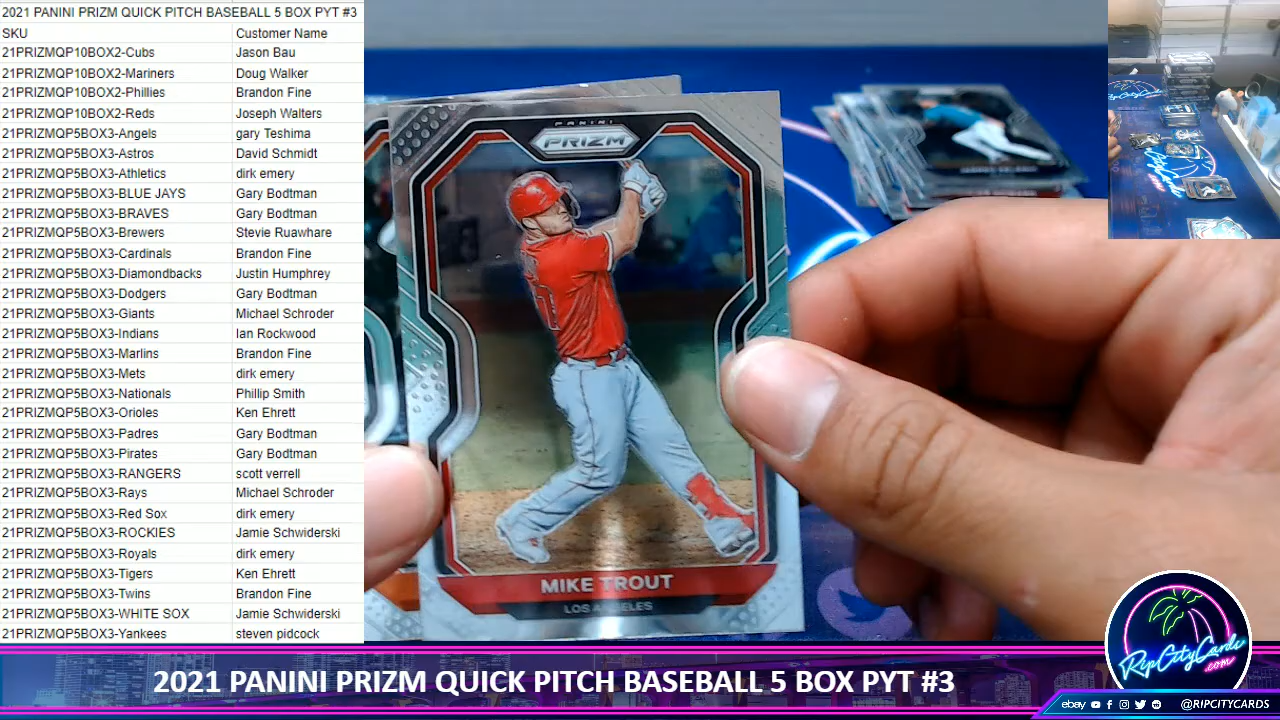 2021 PANINI PRIZM QUICK PITCH BASEBALL 5 BOX PYT #3
SKU Customer Name
21PRIZMQP10BOX2-Cubs Jason Bau
21PRIZMQP10BOX2-Mariners Doug Walker
21PRIZMQP10BOX2-Phillies Brandon Fine
21PRIZMQP10BOX2-Reds Joseph Walters
21PRIZMQP5BOX3-Angels gary Teshima
21PRIZMQP5BOX3-Astros David Schmidt
21PRIZMQP5BOX3-Athletics dirk emery
21PRIZMQP5BOX3-BLUE JAYS Gary Bodtman
21PRIZMQP5BOX3-BRAVES Gary Bodtman
21PRIZMQP5BOX3-Brewers Stevie Ruawhare
21PRIZMQP5BOX3-Cardinals Brandon Fine
21PRIZMQP5BOX3-Diamondbacks Justin Humphrey
21PRIZMQP5BOX3-Dodgers Gary Bodtman
21PRIZMQP5BOX3-Giants Michael Schroder
21PRIZMQP5BOX3-Indians Ian Rockwood
21PRIZMQP5BOX3-Marlins Brandon Fine
21PRIZMQP5BOX3-Mets dirk emery
21PRIZMQP5BOX3-Nationals Phillip Smith
21PRIZMQP5BOX3-Orioles Ken Ehrett
21PRIZMQP5BOX3-Padres Gary Bodtman
21PRIZMQP5BOX3-Pirates Gary Bodtman
21PRIZMQP5BOX3-RANGERS scott verrell
21PRIZMQP5BOX3-Rays Michael Schroder
21PRIZMQP5BOX3-Red Sox dirk emery
21PRIZMQP5BOX3-ROCKIES Jamie Schwiderski
21PRIZMQP5BOX3-Royals dirk emery
21PRIZMQP5BOX3-Tigers Ken Ehrett
21PRIZMQP5BOX3-Twins Brandon Fine
21PRIZMQP5BOX3-WHITE SOX Jamie Schwiderski
21PRIZMQP5BOX3-Yankees steven pidcock
PANINI
PRIZM
MIKE TROUT
LOS ANGELES
RipCityCards
.com
2021 PANINI PRIZM QUICK PITCH BASEBALL 5 BOX PYT #3
ebay @RIPCITYCARDS